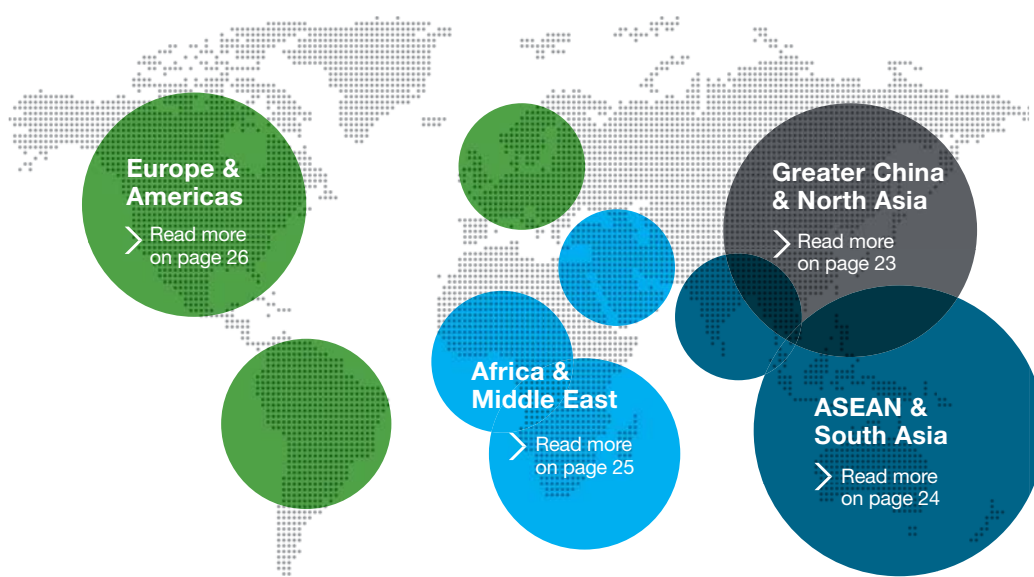 Europe &
Americas
Read more
on page 26
Greater China
& North Asia
Read more
on page 23
Africa &
Middle East
Read more
on page 25
ASEAN &
South Asia
Read more
on page 24